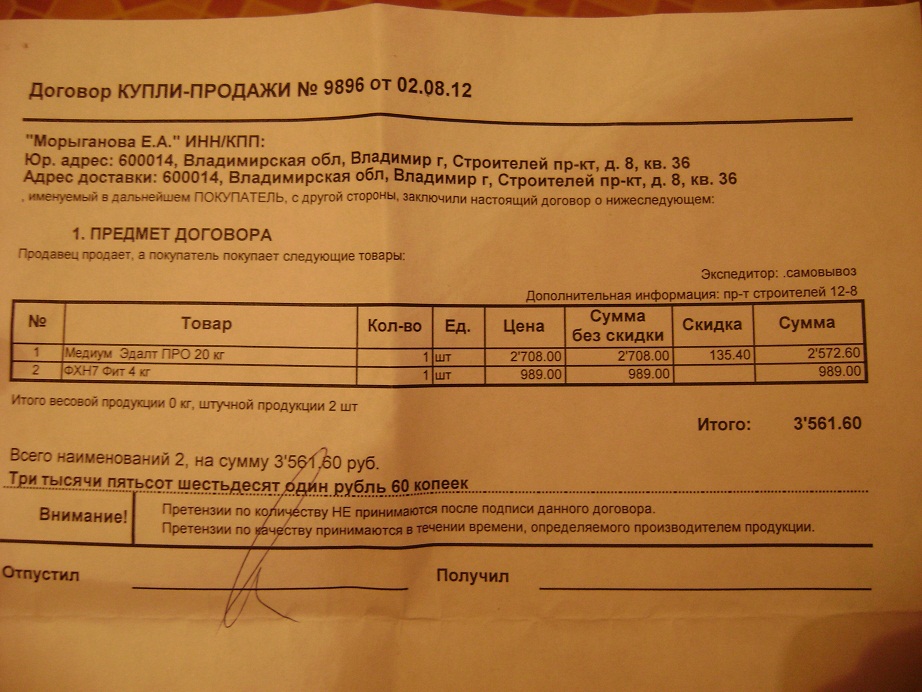 Договор КУПЛИ-ПРОДАЖИ № 9896 от 02.08.12
"Морыганова Е.А." ИНН/КПП:
Юр. адрес: 600014, Владимирская обл, Владимир г, Строителей пр-кт, д. 8, кв. 36
Адрес доставки: 600014, Владимирская обл, Владимир г, Строителей пр-кт, д. 8, кв. 36
, именуемый в дальнейшем ПОКУПАТЕЛЬ, с другой стороны, заключили настоящий договор о нижеследующем:
1. ПРЕДМЕТ ДОГОВОРА
Продавец продает, а покупатель покупает следующие товары:
Экспедитор: .самовывоз
Дополнительная информация: пр-т строителей 12-8
№ Товар Кол-во Ед. Цена Сумма без скидки Скидка Сумма
1 Медиум Эдалт ПРО 20 кг 1 шт 2'708.00 2'708.00 135.40 2'572.60
2 ФХН7 Фит 4 кг 1 шт 989.00 989.00 989.00
Итого весовой продукции 0 кг, штучной продукции 2 шт
Итого: 3'561.60
Всего наименований 2, на сумму 3'561.60 руб.
Три тысячи пятьсот шестьдесят один рубль 60 копеек
Внимание! Претензии по количеству НЕ принимаются после подписи данного договора.
Претензии по качеству принимаются в течении времени, определяемого производителем продукции.
Отпустил Получил